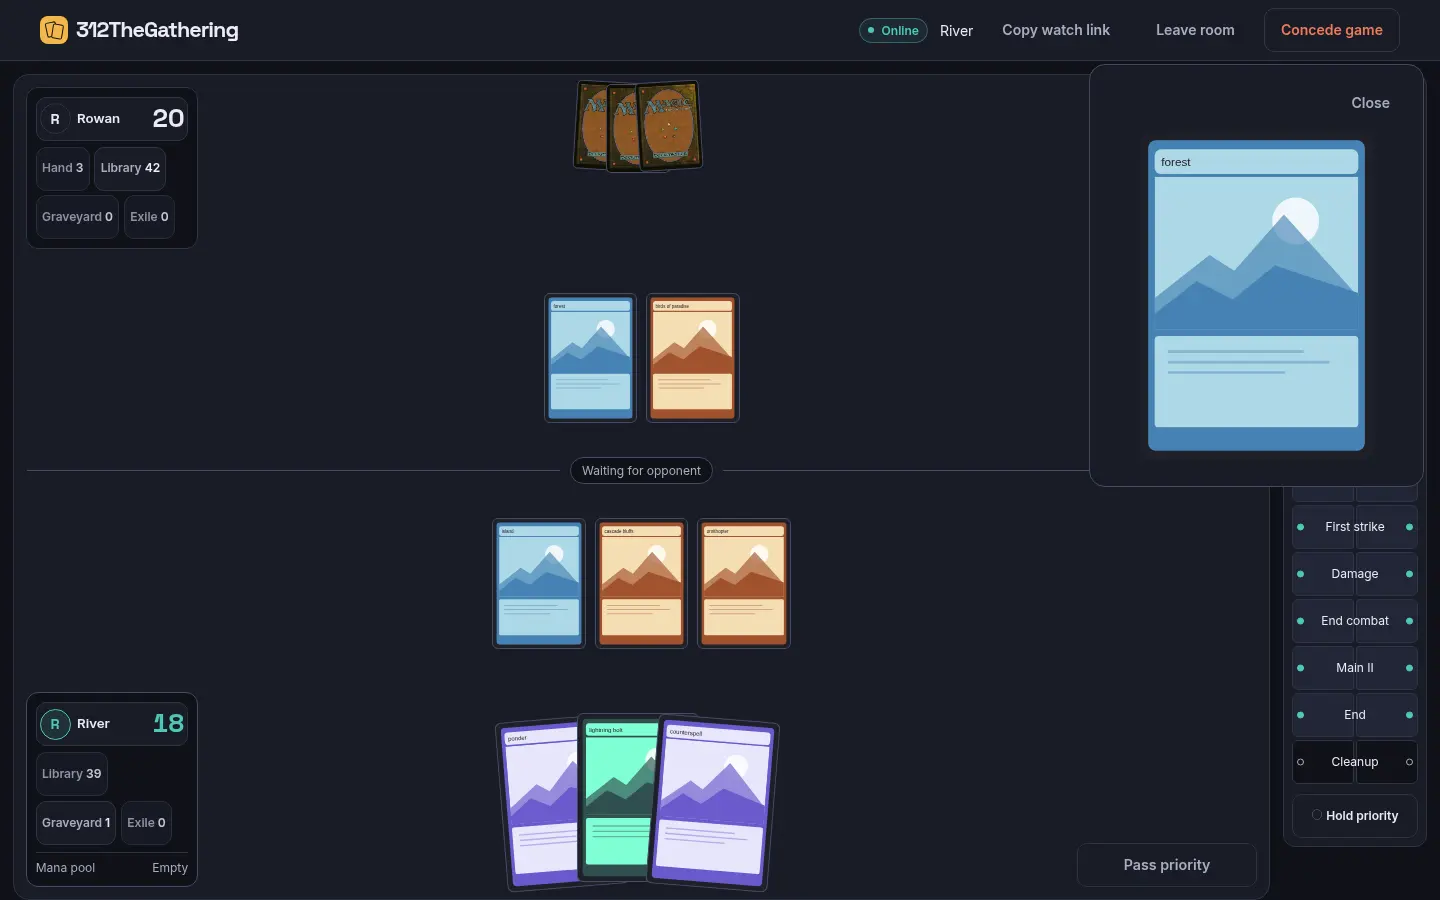 312TheGathering
Online
River
Copy watch link
Leave room
Concede game
R
Rowan
20
Hand 3
Library 42
Graveyard 0
Exile 0
Close
forest
forest
birds of paradise
Waiting for opponent
island
cascade bluffs
ornithopter
First strike
Damage
End combat
Main II
End
Cleanup
Hold priority
R
River
18
Library 39
Graveyard 1
Exile 0
Mana pool
Empty
ponder
lightning bolt
counterspell
Pass priority